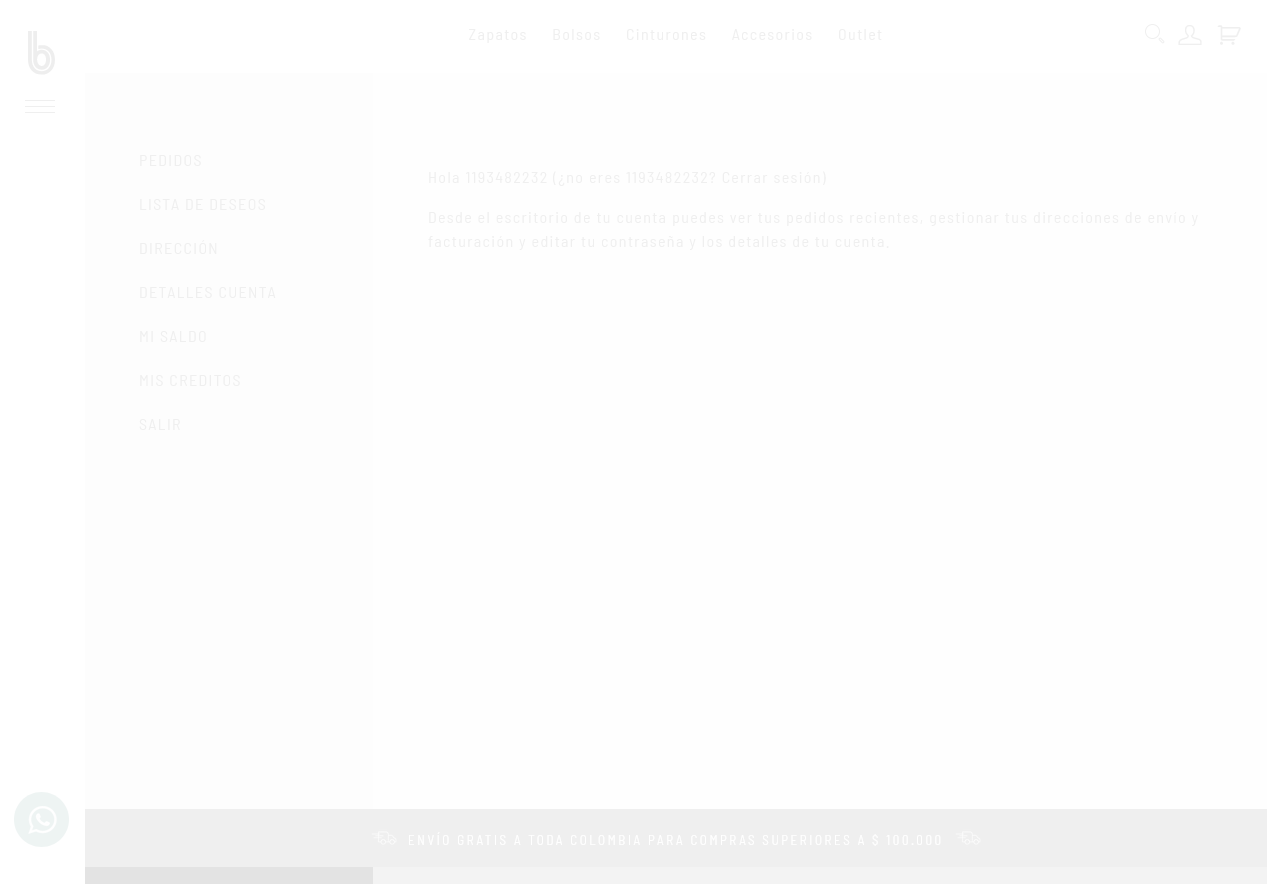 b
Zapatos Bolsos Cinturones Accesorios Outlet
PEDIDOS
LISTA DE DESEOS
DIRECCIÓN
DETALLES CUENTA
MI SALDO
MIS CREDITOS
SALIR
Hola 1193482232 (¿no eres 1193482232? Cerrar sesión)
Desde el escritorio de tu cuenta puedes ver tus pedidos recientes, gestionar tus direcciones de envío y
facturación y editar tu contraseña y los detalles de tu cuenta.
ENVÍO GRATIS A TODA COLOMBIA PARA COMPRAS SUPERIORES A $ 100.000